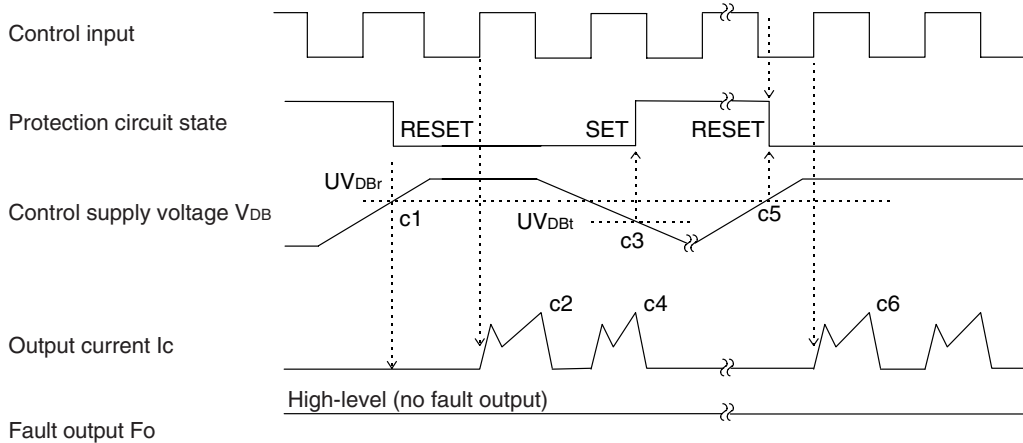 Control input
Protection circuit state
RESET SET RESET
UVDBr
Control supply voltage VDB
c1 UVDBt c3 c5
c2 c4 c6
Output current Ic
High-level (no fault output)
Fault output Fo